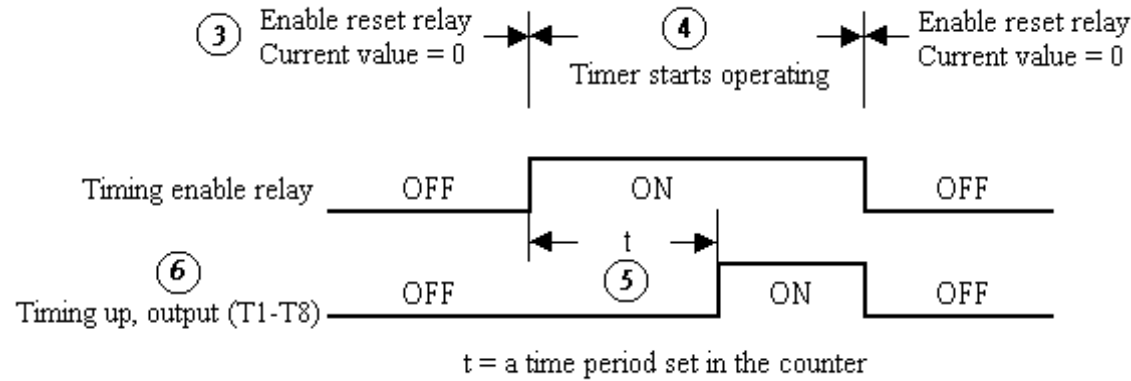 3 Enable reset relay
Current value = 0
4
Timer starts operating
Enable reset relay
Current value = 0
Timing enable relay OFF ON OFF
t
5
6
Timing up, output (T1-T8) OFF ON OFF
t = a time period set in the counter